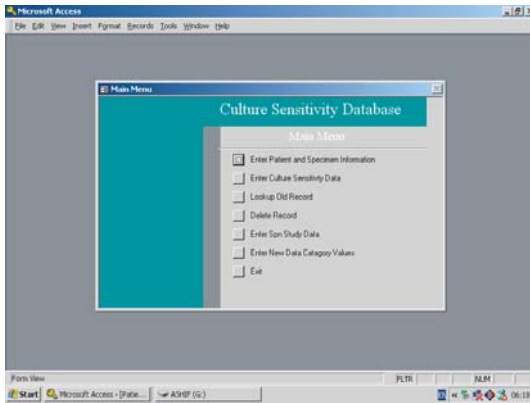 Microsoft Access
File Edit View Insert Format Records Tools Window Help
Main Menu
Culture Sensitivity Database
Main Menu
Enter Patient and Specimen Information
Enter Culture Sensitivity Data
Lookup Old Record
Delete Record
Enter Spn Study Data
Enter New Data Catagory Values
Exit
Form View
FLTR
NUM
Start
Microsoft Access - [Patie...
ASHIF (G:)